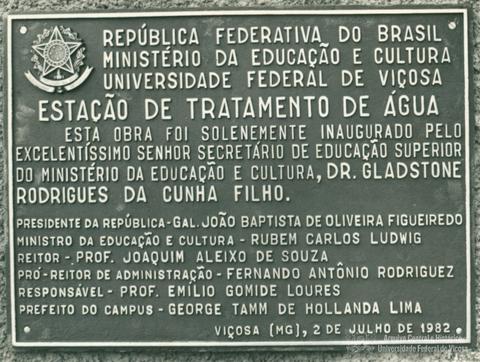 REPÚBLICA FEDERATIVA DO BRASIL
MINISTÉRIO DA EDUCAÇÃO E CULTURA
UNIVERSIDADE FEDERAL DE VIÇOSA
ESTAÇÃO DE TRATAMENTO DE ÁGUA
ESTA OBRA FOI SOLENEMENTE INAUGURADO PELO
EXCELENTÍSSIMO SENHOR SECRETÁRIO DE EDUCAÇÃO SUPERIOR
DO MINISTÉRIO DA EDUCAÇÃO E CULTURA, DR. GLADSTONE
RODRIGUES DA CUNHA FILHO.
PRESIDENTE DA REPÚBLICA - GAL. JOÃO BAPTISTA DE OLIVEIRA FIGUEIREDO
MINISTRO DA EDUCAÇÃO E CULTURA - RUBEM CARLOS LUDWIG
REITOR - PROF. JOAQUIM ALEIXO DE SOUZA
PRÓ-REITOR DE ADMINISTRAÇÃO - FERNANDO ANTÔNIO RODRIGUEZ
RESPONSÁVEL - PROF. EMÍLIO GOMIDE LOURES
PREFEITO DO CAMPUS - GEORGE TAMM DE HOLLANDA LIMA
VIÇOSA (MG), 2 DE JULHO DE 1982
Arquivo Central e Histórico
Universidade Federal de Viçosa